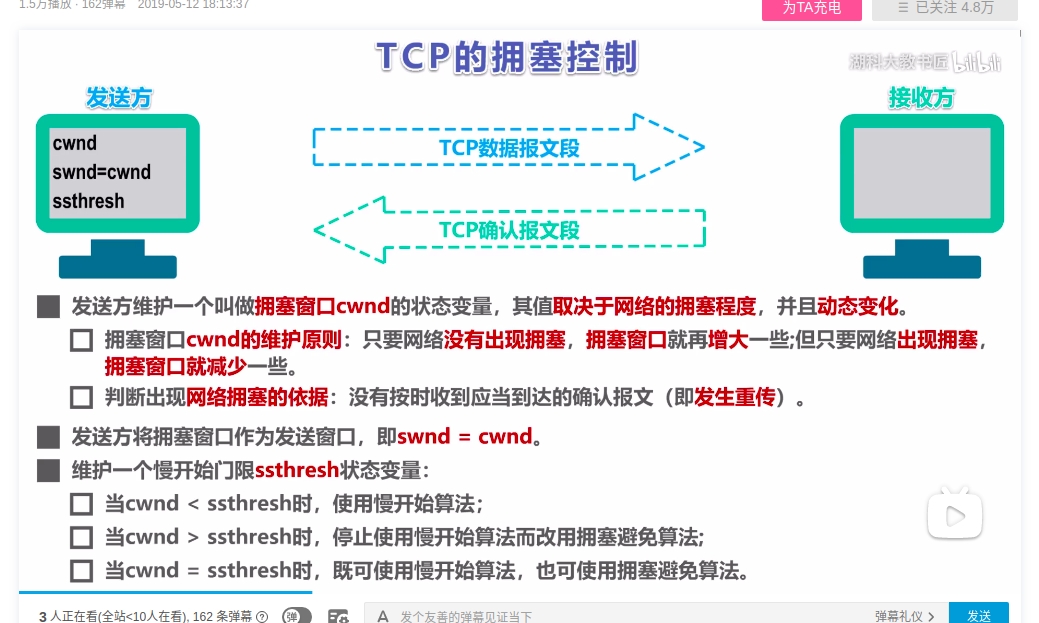 1.5万播放 · 162弹幕 2019-05-12 18:13:37
为TA充电
已关注 4.8万
TCP的拥塞控制
湖科大教书匠 bilibili
发送方
接收方
cwnd
swnd=cwnd
ssthresh
TCP数据报文段
TCP确认报文段
发送方维护一个叫做拥塞窗口cwnd的状态变量，其值取决于网络的拥塞程度，并且动态变化。
拥塞窗口cwnd的维护原则：只要网络没有出现拥塞，拥塞窗口就再增大一些;但只要网络出现拥塞，
拥塞窗口就减少一些。
判断出现网络拥塞的依据：没有按时收到应当到达的确认报文（即发生重传）。
发送方将拥塞窗口作为发送窗口，即swnd = cwnd。
维护一个慢开始门限ssthresh状态变量：
当cwnd < ssthresh时，使用慢开始算法；
当cwnd > ssthresh时，停止使用慢开始算法而改用拥塞避免算法;
当cwnd = ssthresh时，既可使用慢开始算法，也可使用拥塞避免算法。
3 人正在看(全站<10人在看), 162 条弹幕
弹
A 发个友善的弹幕见证当下
弹幕礼仪
发送